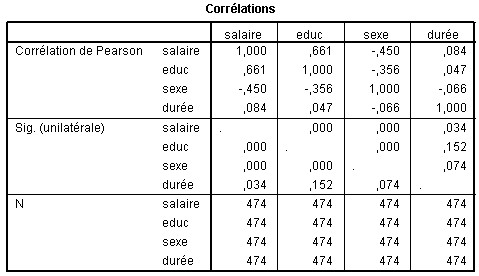 Corrélations
salaire educ sexe durée
Corrélation de Pearson salaire 1,000 ,661 -,450 ,084
educ ,661 1,000 -,356 ,047
sexe -,450 -,356 1,000 -,066
durée ,084 ,047 -,066 1,000
Sig. (unilatérale) salaire . ,000 ,000 ,034
educ ,000 . ,000 ,152
sexe ,000 ,000 . ,074
durée ,034 ,152 ,074 .
N salaire 474 474 474 474
educ 474 474 474 474
sexe 474 474 474 474
durée 474 474 474 474